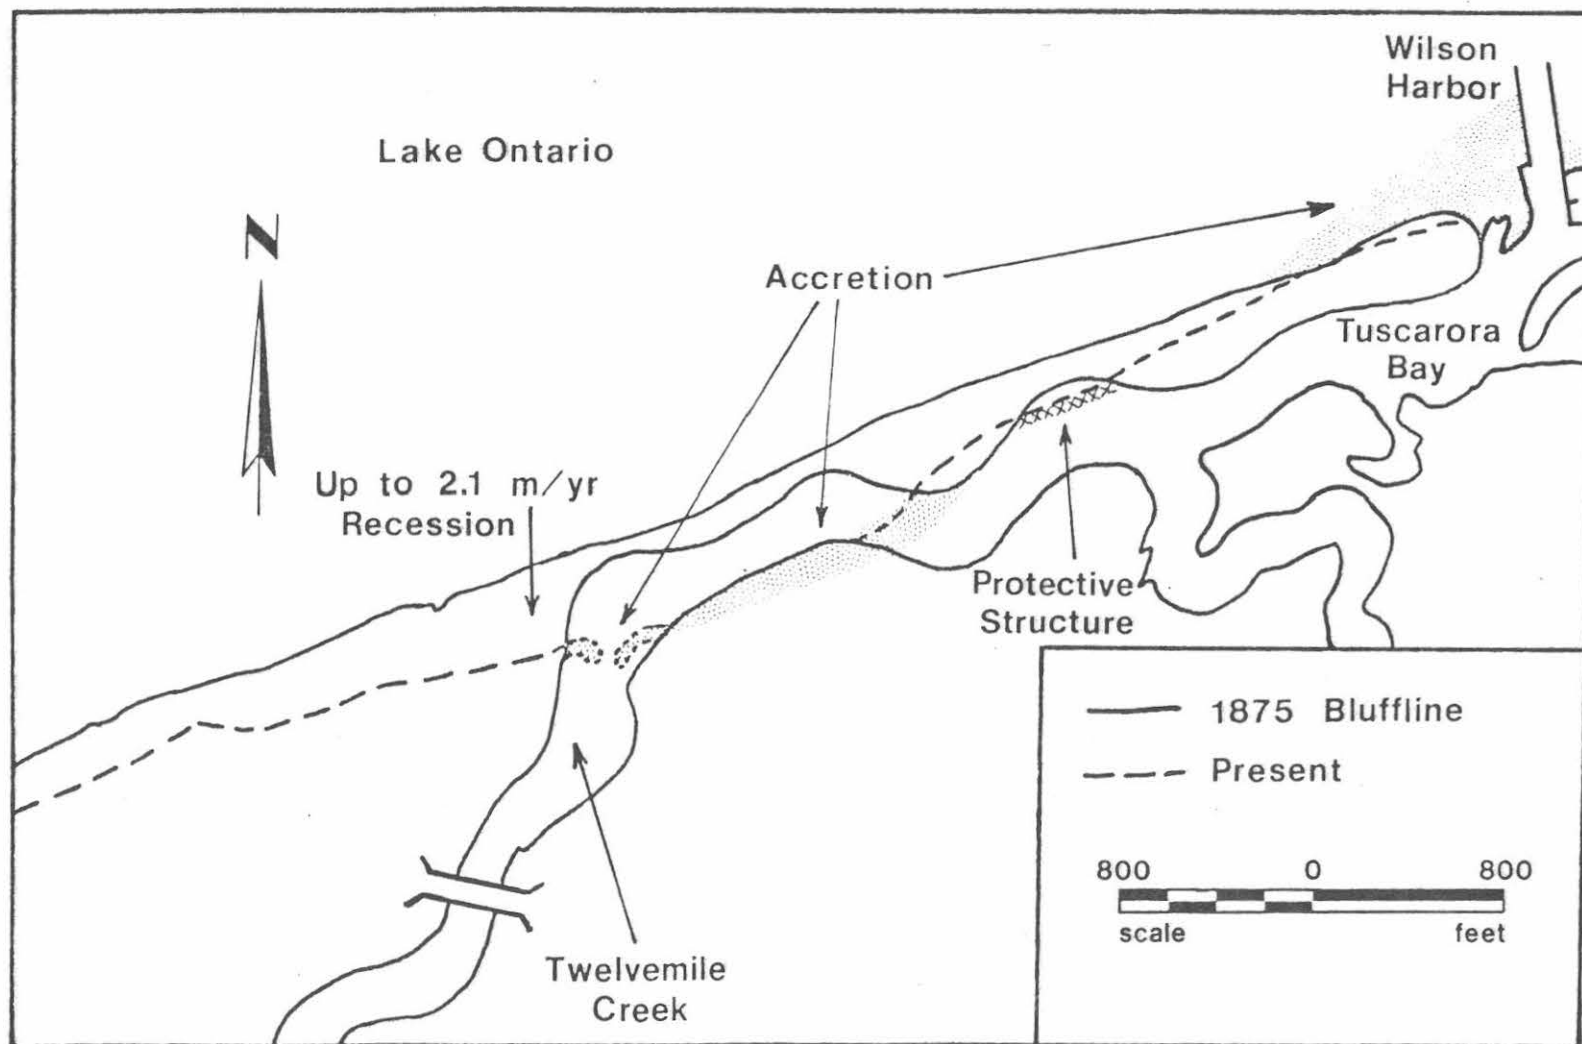 Wilson
Harbor
Lake Ontario
N
Accretion
Tuscarora
Bay
Up to 2.1 m/yr
Recession
Protective
Structure
1875 Bluffline
Present
800 0 800
scale feet
Twelvemile
Creek